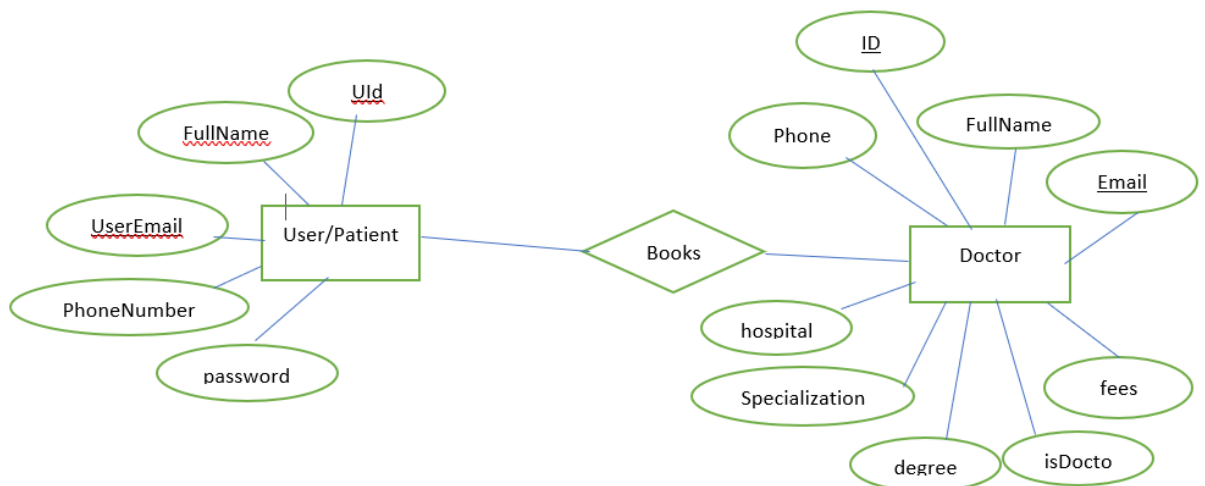 ID
UId
FullName
FullName
Phone
Email
UserEmail
User/Patient
Books
Doctor
PhoneNumber
hospital
password
Specialization
fees
degree
isDocto